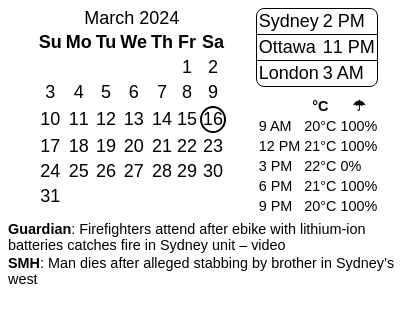 March 2024
Su Mo Tu We Th Fr Sa
1 2
3 4 5 6 7 8 9
10 11 12 13 14 15 16
17 18 19 20 21 22 23
24 25 26 27 28 29 30
31
Sydney 2 PM
Ottawa 11 PM
London 3 AM
°C ☂
9 AM 20°C 100%
12 PM 21°C 100%
3 PM 22°C 0%
6 PM 21°C 100%
9 PM 20°C 100%
Guardian: Firefighters attend after ebike with lithium-ion
batteries catches fire in Sydney unit – video
SMH: Man dies after alleged stabbing by brother in Sydney’s
west